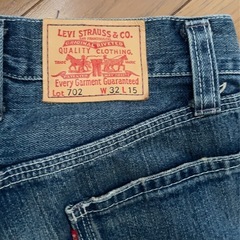 LEVI STRAUSS & CO.
ORIGINAL RIVETED
QUALITY CLOTHING
Every Garment Guaranteed
Lot 702 W 32 L 15